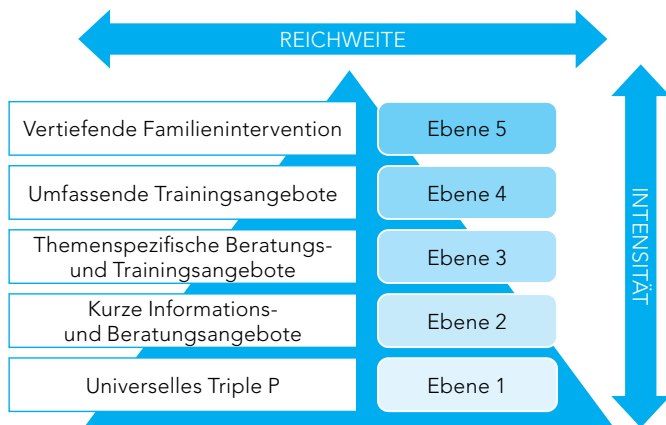 REICHWEITE
Vertiefende Familienintervention
Ebene 5
Umfassende Trainingsangebote
Ebene 4
Themenspezifische Beratungs-
und Trainingsangebote
Ebene 3
Kurze Informations-
und Beratungsangebote
Ebene 2
Universelles Triple P
Ebene 1
INTENSITÄT